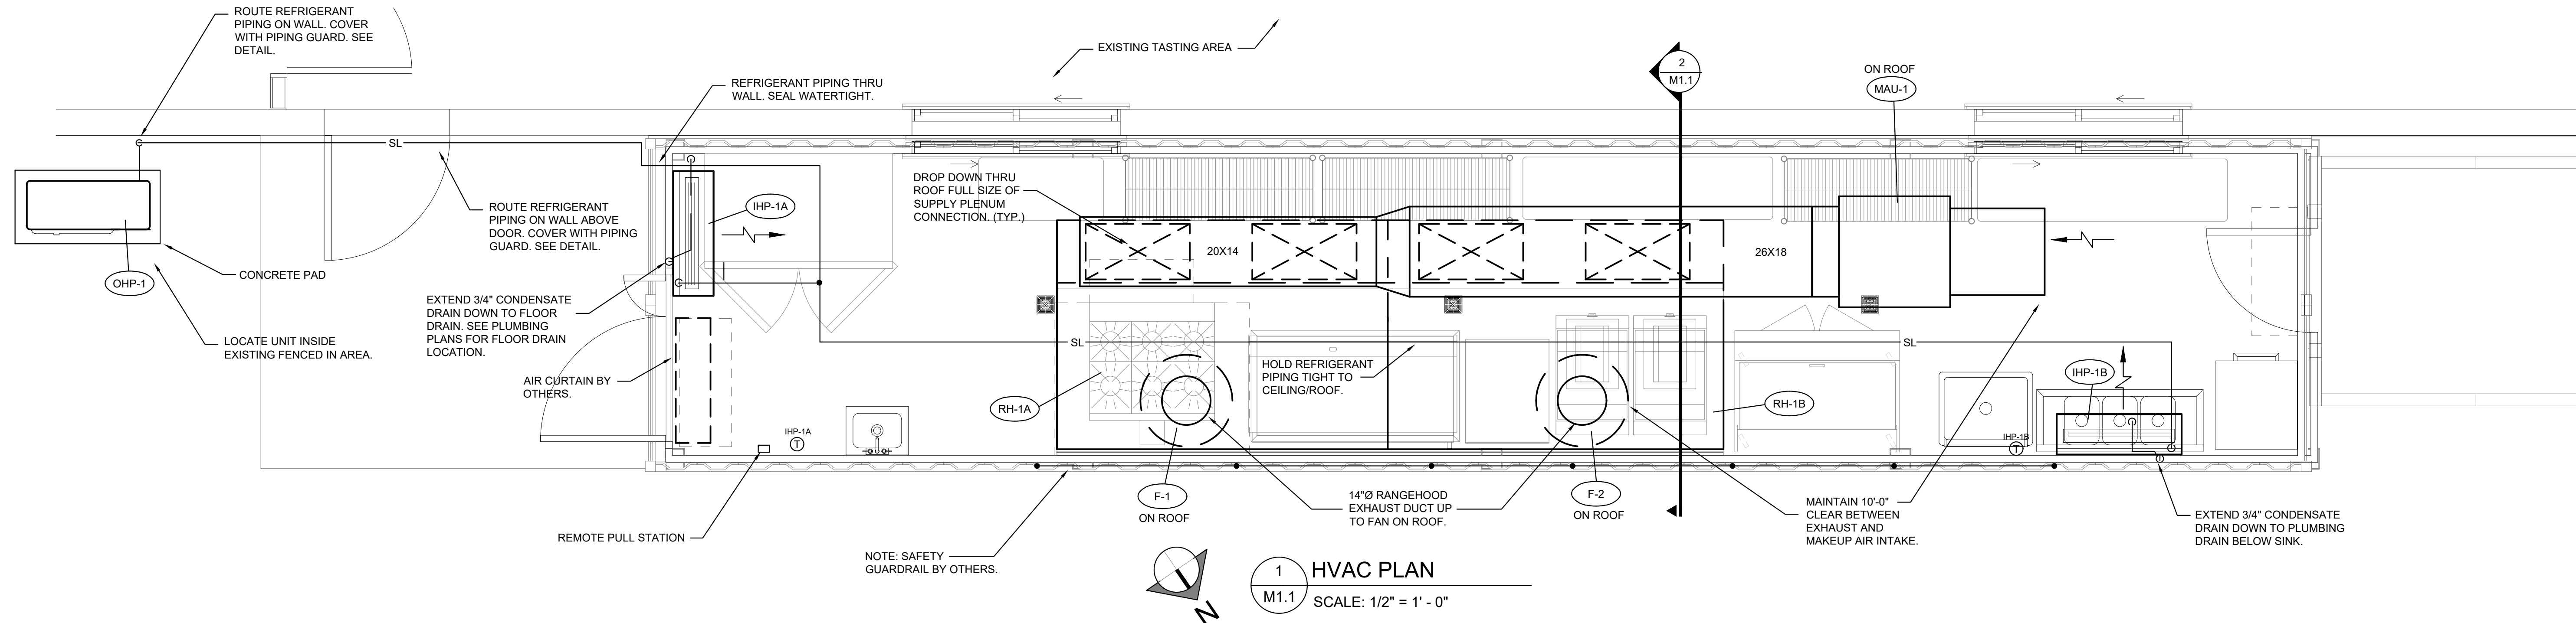 ROUTE REFRIGERANT
PIPING ON WALL. COVER
WITH PIPING GUARD. SEE
DETAIL.
EXISTING TASTING AREA
REFRIGERANT PIPING THRU
WALL. SEAL WATERTIGHT.
2
M1.1
ON ROOF
MAU-1
SL
DROP DOWN THRU
ROOF FULL SIZE OF
SUPPLY PLENUM
CONNECTION. (TYP.)
IHP-1A
ROUTE REFRIGERANT
PIPING ON WALL ABOVE
DOOR. COVER WITH PIPING
GUARD. SEE DETAIL.
20X14
26X18
CONCRETE PAD
OHP-1
EXTEND 3/4" CONDENSATE
DRAIN DOWN TO FLOOR
DRAIN. SEE PLUMBING
PLANS FOR FLOOR DRAIN
LOCATION.
LOCATE UNIT INSIDE
EXISTING FENCED IN AREA.
SL
SL
HOLD REFRIGERANT
PIPING TIGHT TO
CEILING/ROOF.
AIR CURTAIN BY
OTHERS.
IHP-1B
RH-1A
RH-1B
IHP-1A
T
IHP-1B
T
F-1
ON ROOF
14"Ø RANGEHOOD
EXHAUST DUCT UP
TO FAN ON ROOF.
F-2
ON ROOF
MAINTAIN 10'-0"
CLEAR BETWEEN
EXHAUST AND
MAKEUP AIR INTAKE.
EXTEND 3/4" CONDENSATE
DRAIN DOWN TO PLUMBING
DRAIN BELOW SINK.
REMOTE PULL STATION
NOTE: SAFETY
GUARDRAIL BY OTHERS.
N
1
M1.1
HVAC PLAN
SCALE: 1/2" = 1' - 0"